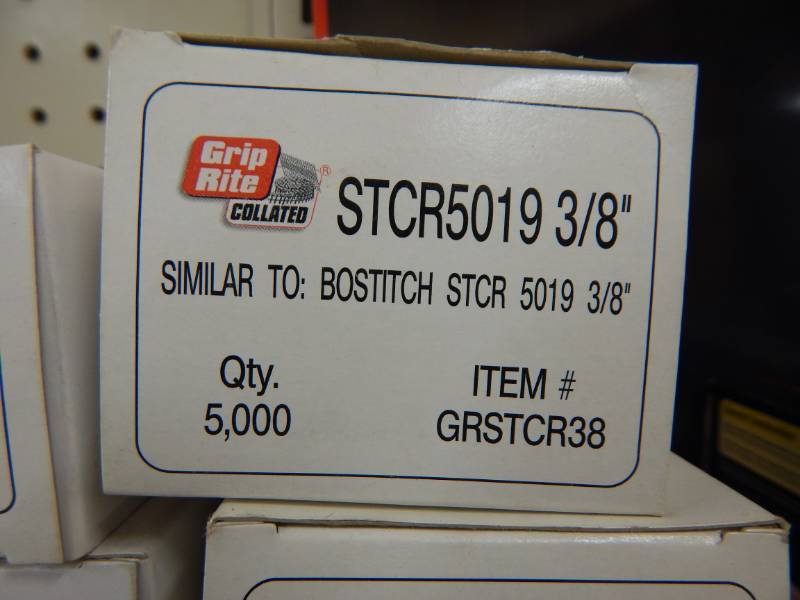 Grip
Rite
COLLATED
®
STCR5019 3/8"
SIMILAR TO: BOSTITCH STCR 5019 3/8"
Qty.
5,000
ITEM #
GRSTCR38